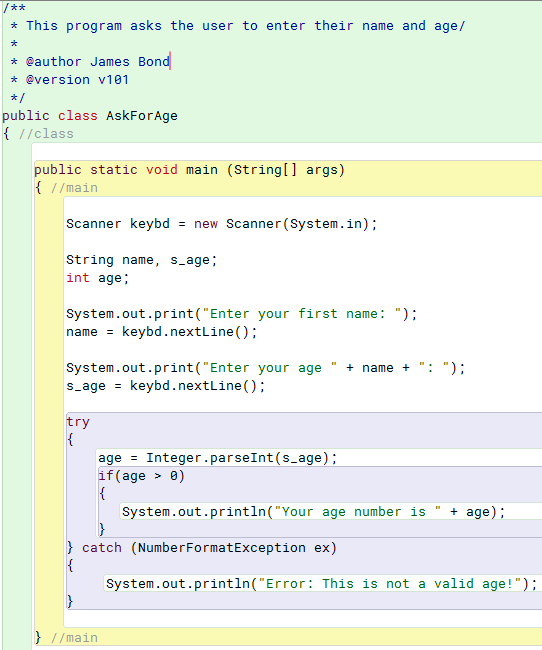 /**
 * This program asks the user to enter their name and age/
 *
 * @author James Bond
 * @version v101
 */
public class AskForAge
{ //class
public static void main (String[] args)
{ //main
Scanner keybd = new Scanner(System.in);
String name, s_age;
int age;
System.out.print("Enter your first name: ");
name = keybd.nextLine();
System.out.print("Enter your age " + name + ": ");
s_age = keybd.nextLine();
try
{
age = Integer.parseInt(s_age);
if(age > 0)
{
System.out.println("Your age number is " + age);
}
} catch (NumberFormatException ex)
{
System.out.println("Error: This is not a valid age!");
}
} //main